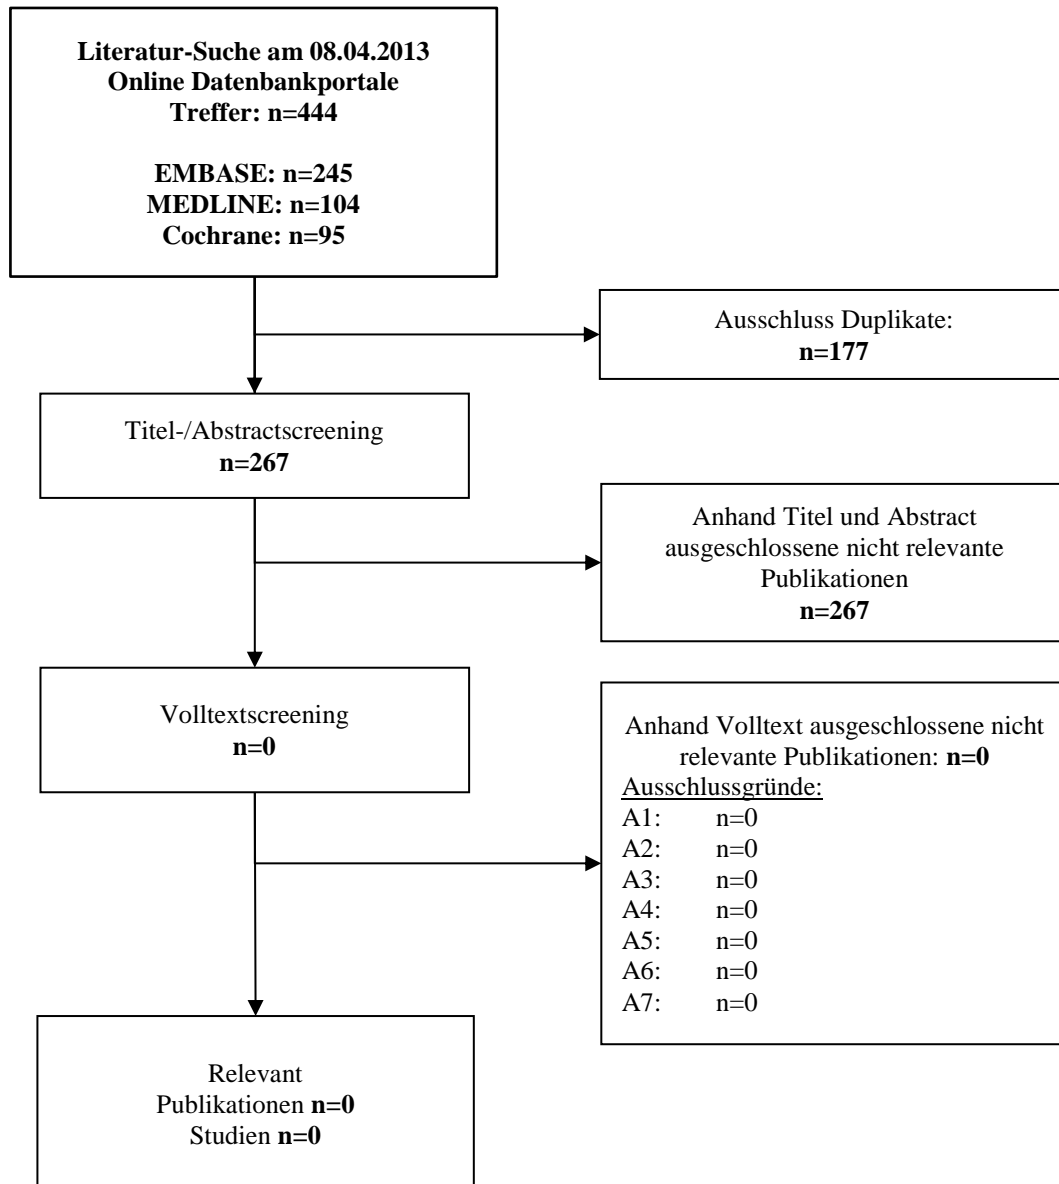 Literatur-Suche am 08.04.2013
Online Datenbankportale
Treffer: n=444
EMBASE: n=245
MEDLINE: n=104
Cochrane: n=95
Ausschluss Duplikate:
n=177
Titel-/Abstractscreening
n=267
Anhand Titel und Abstract
ausgeschlossene nicht relevante
Publikationen
n=267
Volltextscreening
n=0
Anhand Volltext ausgeschlossene nicht
relevante Publikationen: n=0
Ausschlussgründe:
A1: n=0
A2: n=0
A3: n=0
A4: n=0
A5: n=0
A6: n=0
A7: n=0
Relevant
Publikationen n=0
Studien n=0